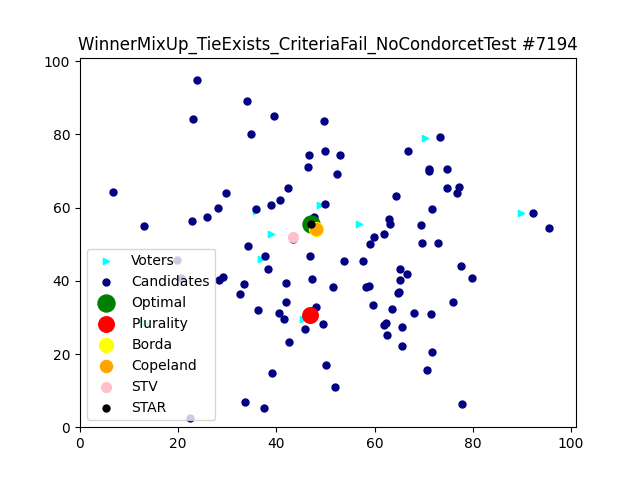 WinnerMixUp_TieExists_CriteriaFail_NoCondorcetTest #7194
100
80
60
40
20
0
Voters
Candidates
Optimal
Plurality
Borda
Copeland
STV
STAR
0 20 40 60 80 100